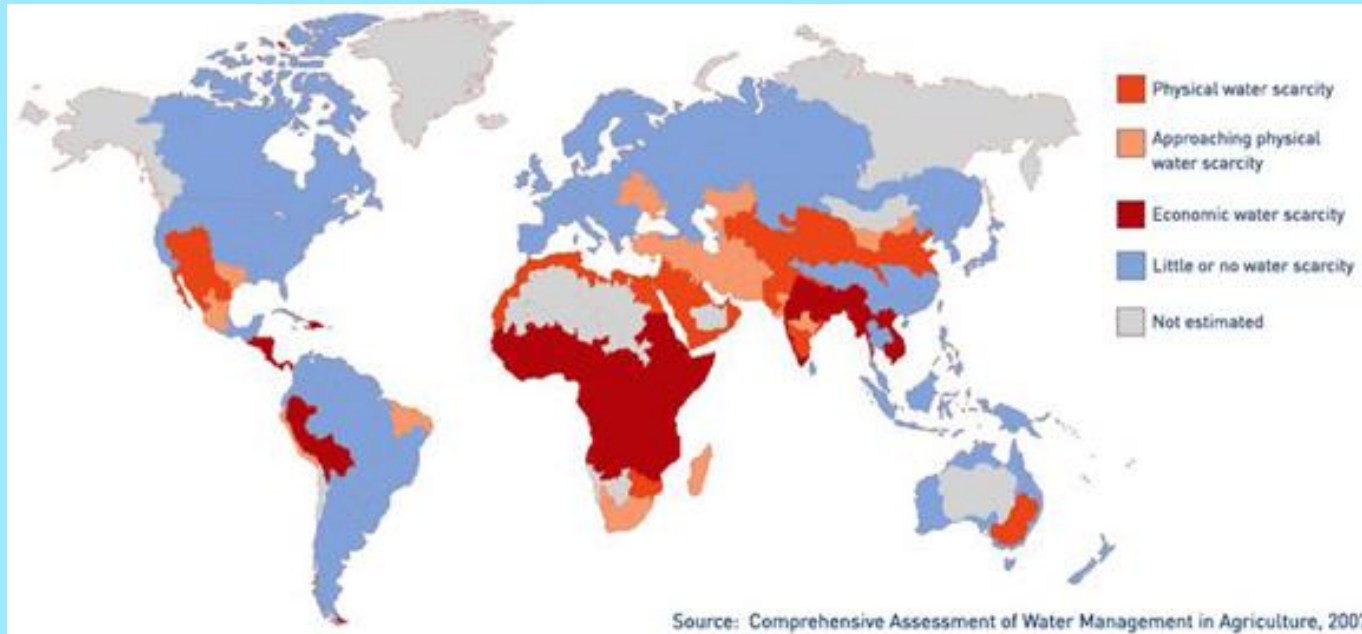 Physical water scarcity
Approaching physical
water scarcity
Economic water scarcity
Little or no water scarcity
Not estimated
Source: Comprehensive Assessment of Water Management in Agriculture,